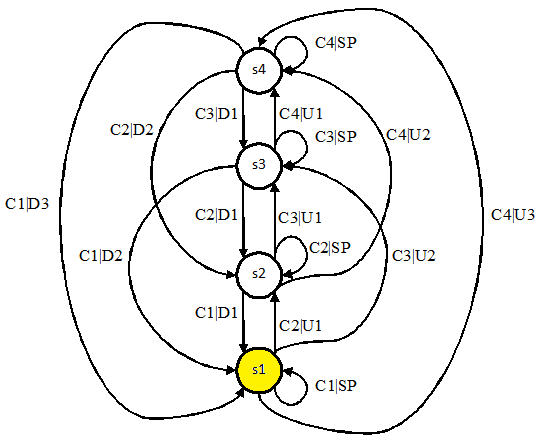 C4|SP
s4
C2|D2
C3|D1
C4|U1
C3|SP
C4|U2
s3
C1|D3
C1|D2
C2|D1
C3|U1
C4|U3
C2|SP
C3|U2
s2
C1|D1
C2|U1
s1
C1|SP